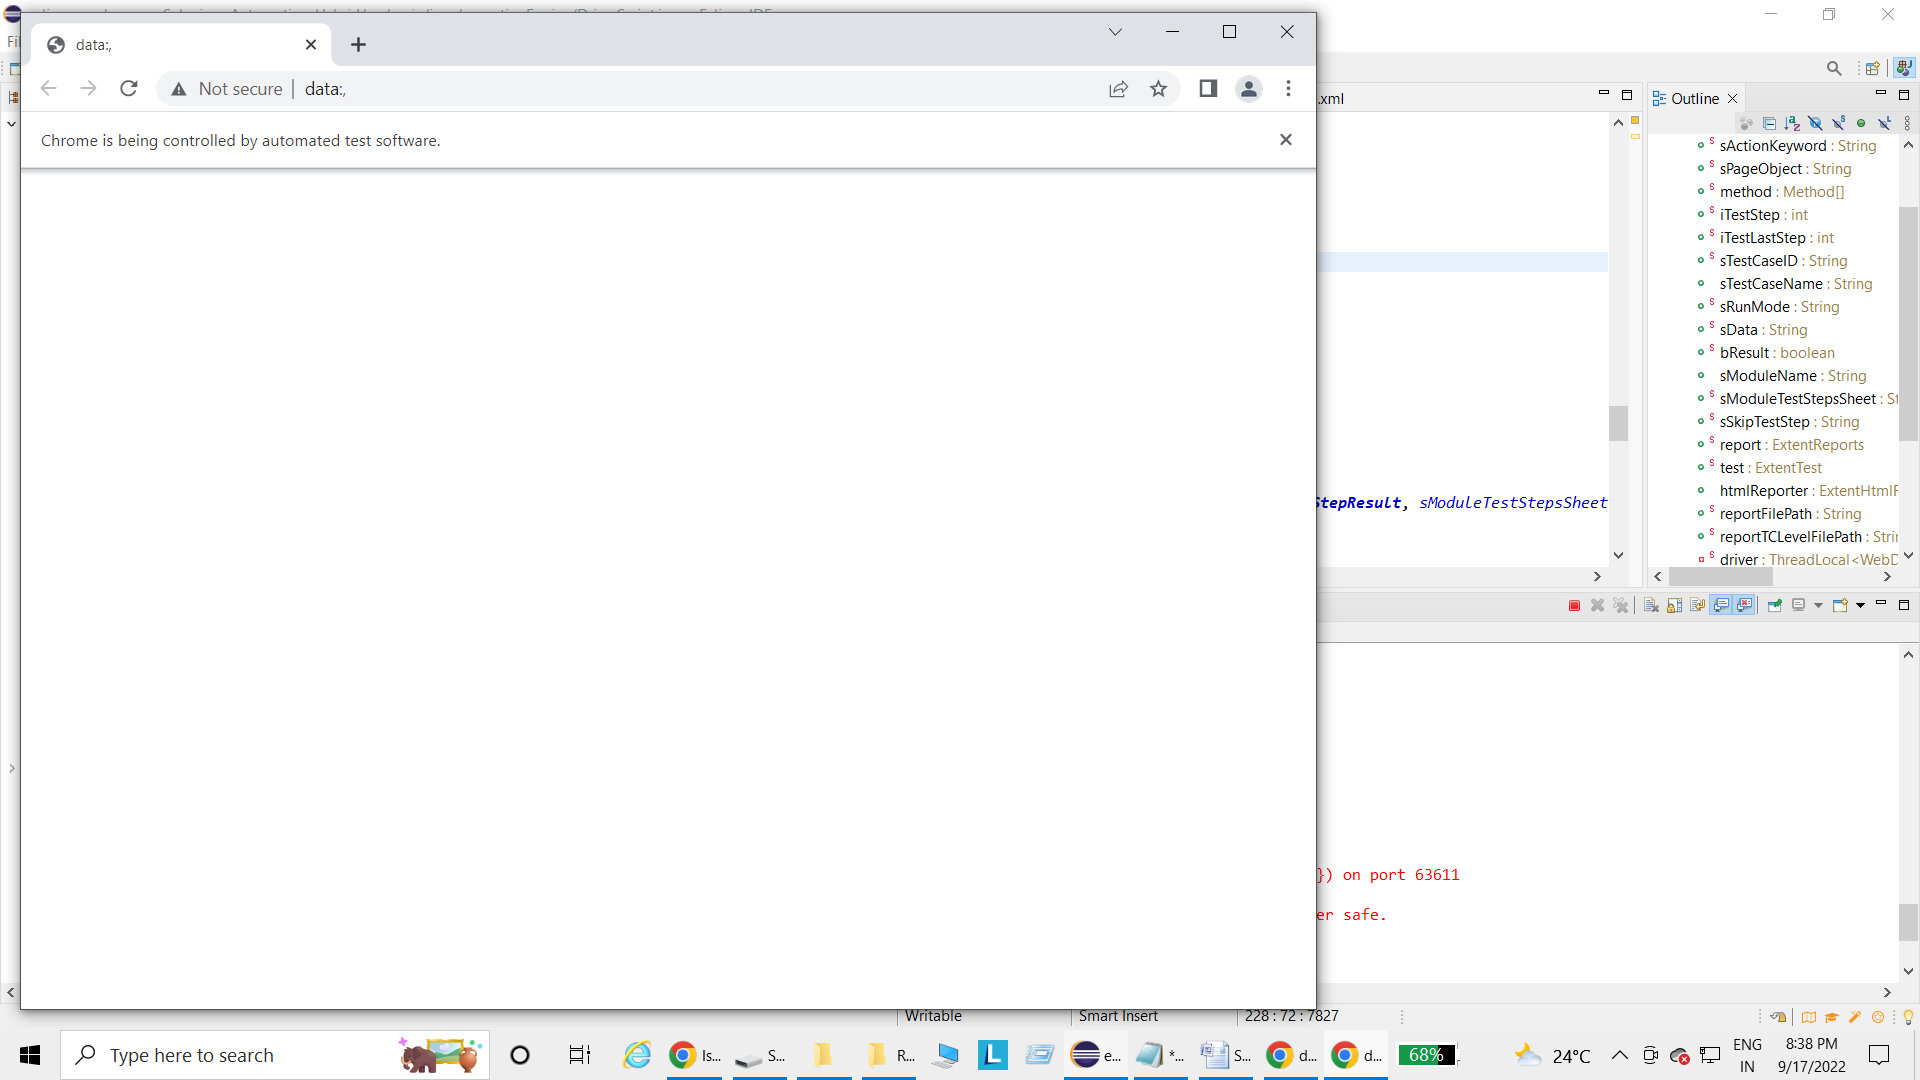 data:,
Not secure
data:,
Chrome is being controlled by automated test software.
Fil
.xml
Outline
sActionKeyword : String
sPageObject : String
method : Method[]
iTestStep : int
iTestLastStep : int
sTestCaseID : String
sTestCaseName : String
sRunMode : String
sData : String
bResult : boolean
sModuleName : String
sModuleTestStepsSheet : St
sSkipTestStep : String
report : ExtentReports
test : ExtentTest
htmlReporter : ExtentHtmlR
reportFilePath : String
reportTCLevelFilePath : Strin
driver : ThreadLocal<WebD
StepResult, sModuleTestStepsSheet
}) on port 63611
er safe.
Writable
Smart Insert
228 : 72 : 7827
Type here to search
Is...
S...
R...
L
e...
*...
S...
d...
d...
68%
24°C
ENG
IN
8:38 PM
9/17/2022